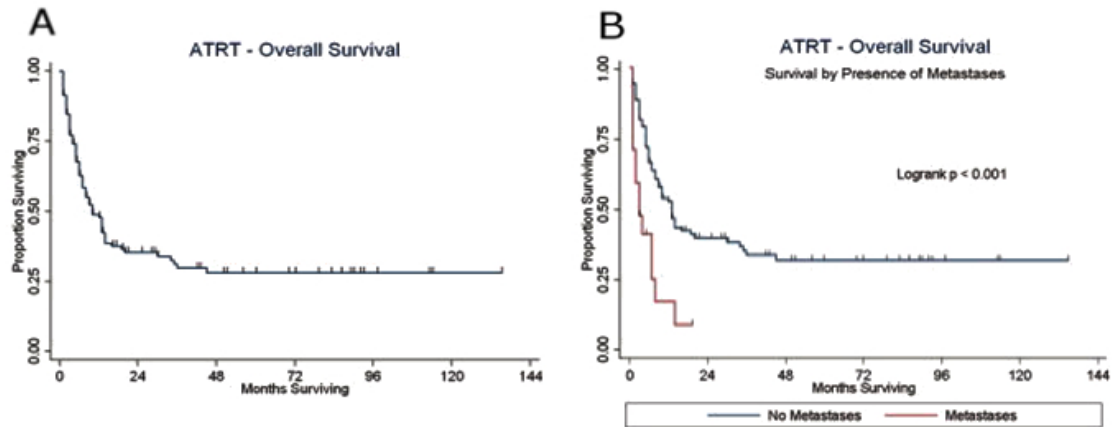 A
ATRT - Overall Survival
Proportion Surviving
1.00
0.75
0.50
0.25
0.00
0 24 48 72 96 120 144
Months Surviving
B
ATRT - Overall Survival
Survival by Presence of Metastases
Logrank p < 0.001
Proportion Surviving
1.00
0.75
0.50
0.25
0.00
0 24 48 72 96 120 144
Months Surviving
No Metastases Metastases